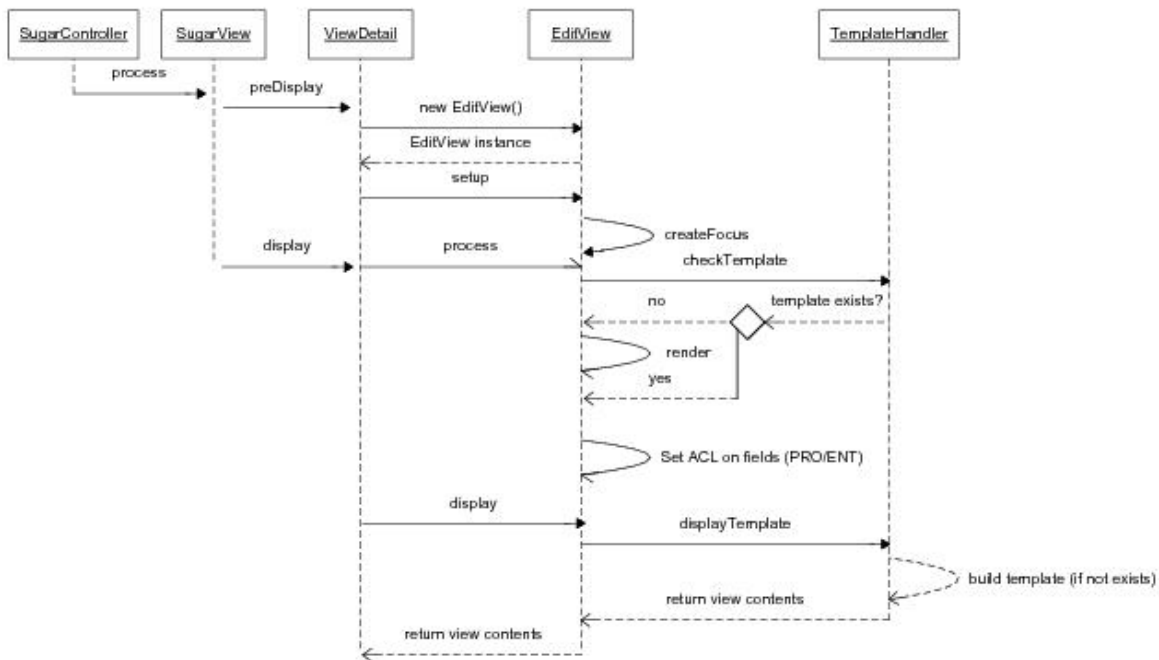 SugarController
SugarView
ViewDetail
EditView
TemplateHandler
process
preDisplay
new EditView()
EditView instance
setup
createFocus
display
process
checkTemplate
no
template exists?
render
yes
Set ACL on fields (PRO/ENT)
display
displayTemplate
build template (if not exists)
return view contents
return view contents